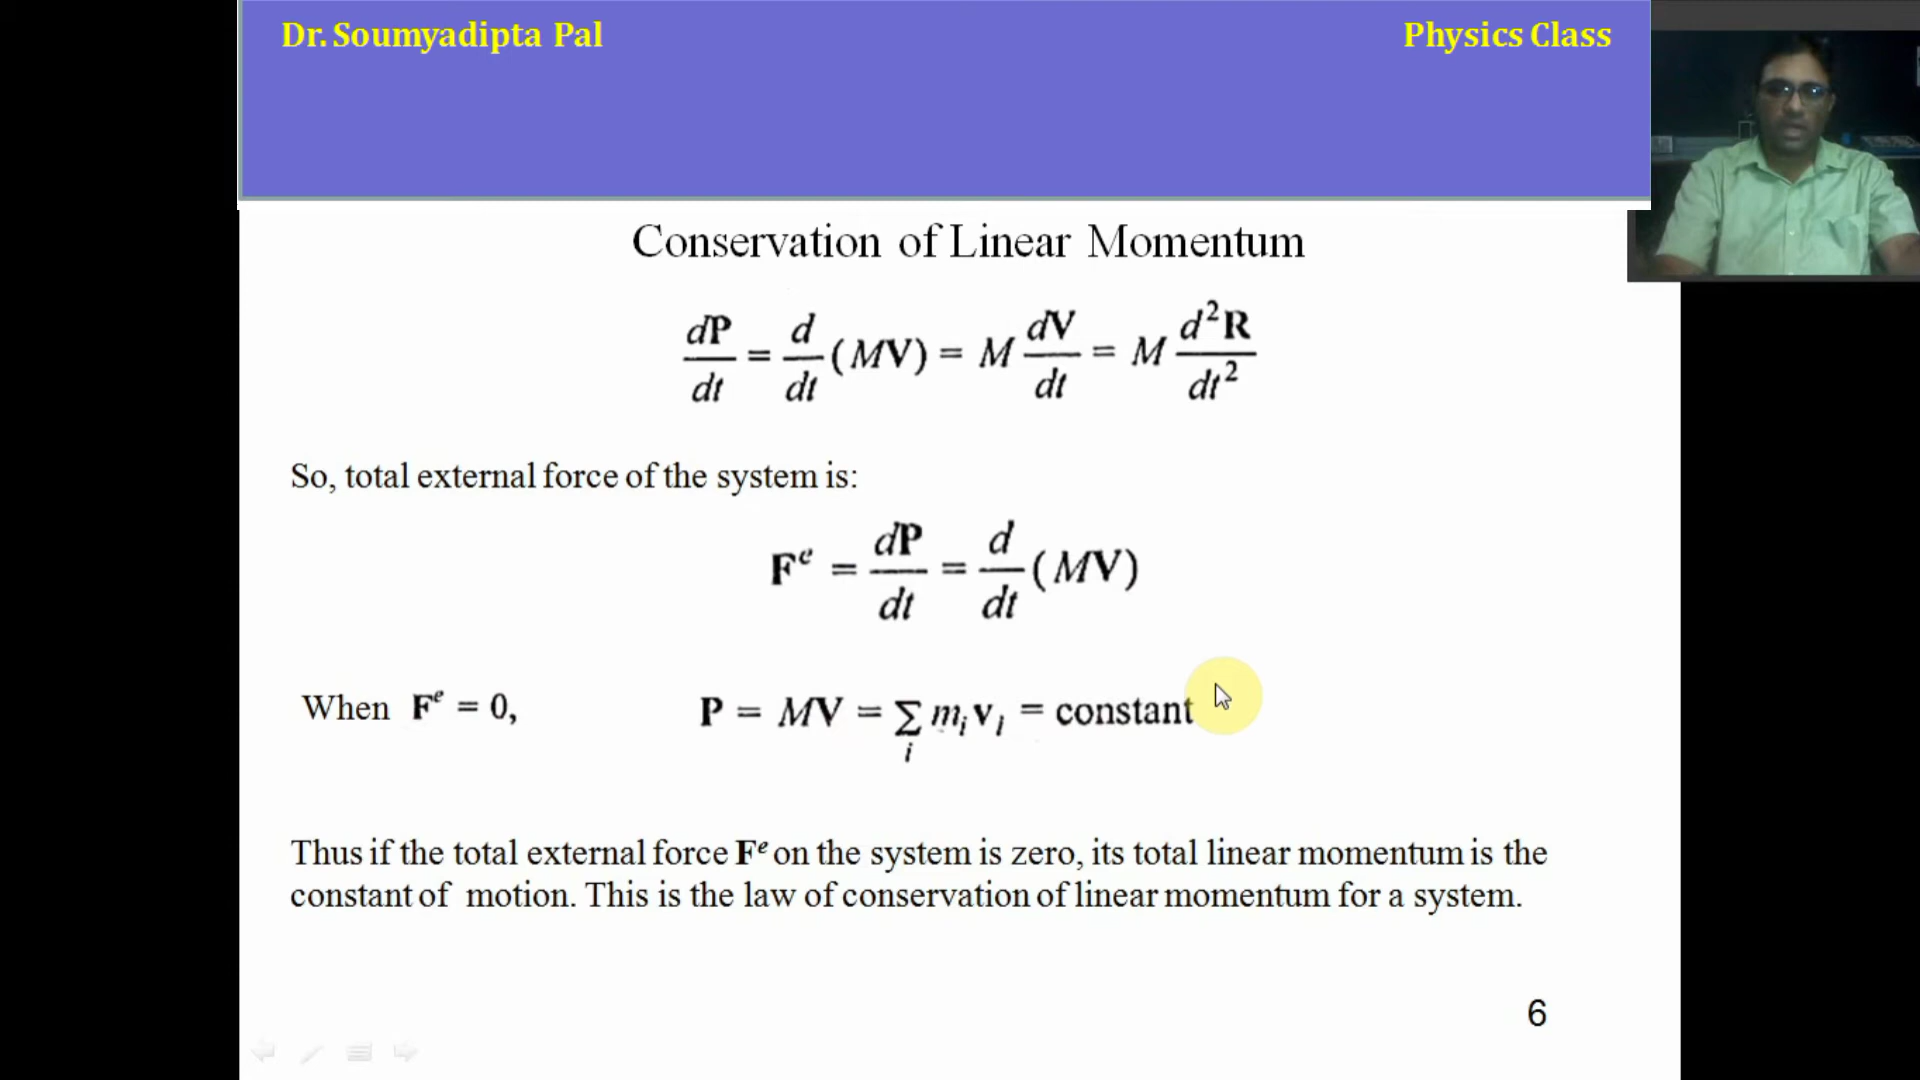 Dr. Soumyadipta Pal
Physics Class
Conservation of Linear Momentum
dP/dt = d/dt (MV) = M dV/dt = M d²R/dt²
So, total external force of the system is:
Fᵉ = dP/dt = d/dt (MV)
When Fᵉ = 0, P = MV = Σᵢ mᵢvᵢ = constant
Thus if the total external force Fᵉ on the system is zero, its total linear momentum is the
constant of motion. This is the law of conservation of linear momentum for a system.
6